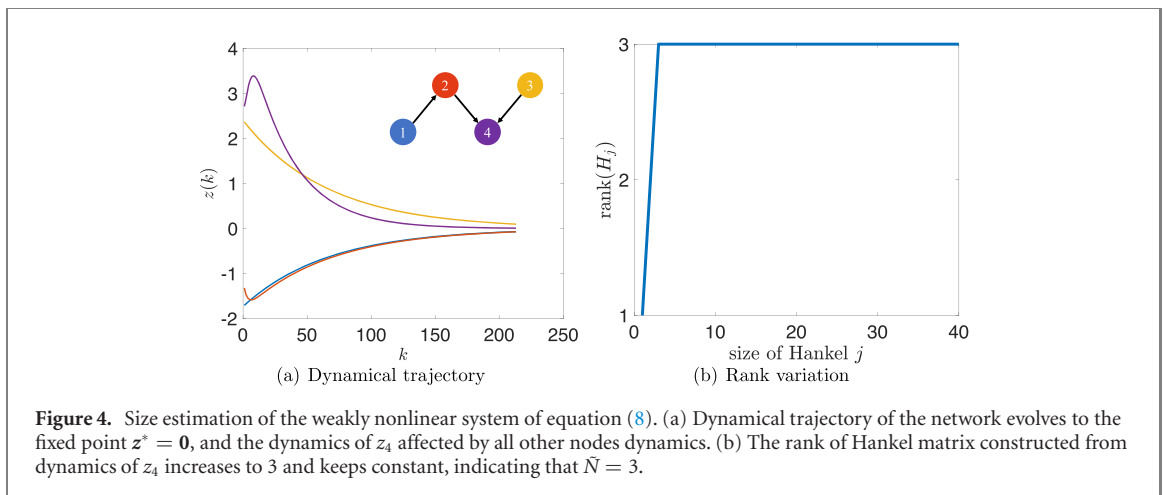 4
3
2
1
0
-1
-2
z(k)
0
50
100
150
200
250
k
1
2
3
4
(a) Dynamical trajectory
3
2
1
rank(H_j)
0
10
20
30
40
size of Hankel j
(b) Rank variation
Figure 4. Size estimation of the weakly nonlinear system of equation (8). (a) Dynamical trajectory of the network evolves to the
fixed point z* = 0, and the dynamics of z₄ affected by all other nodes dynamics. (b) The rank of Hankel matrix constructed from
dynamics of z₄ increases to 3 and keeps constant, indicating that Ñ = 3.